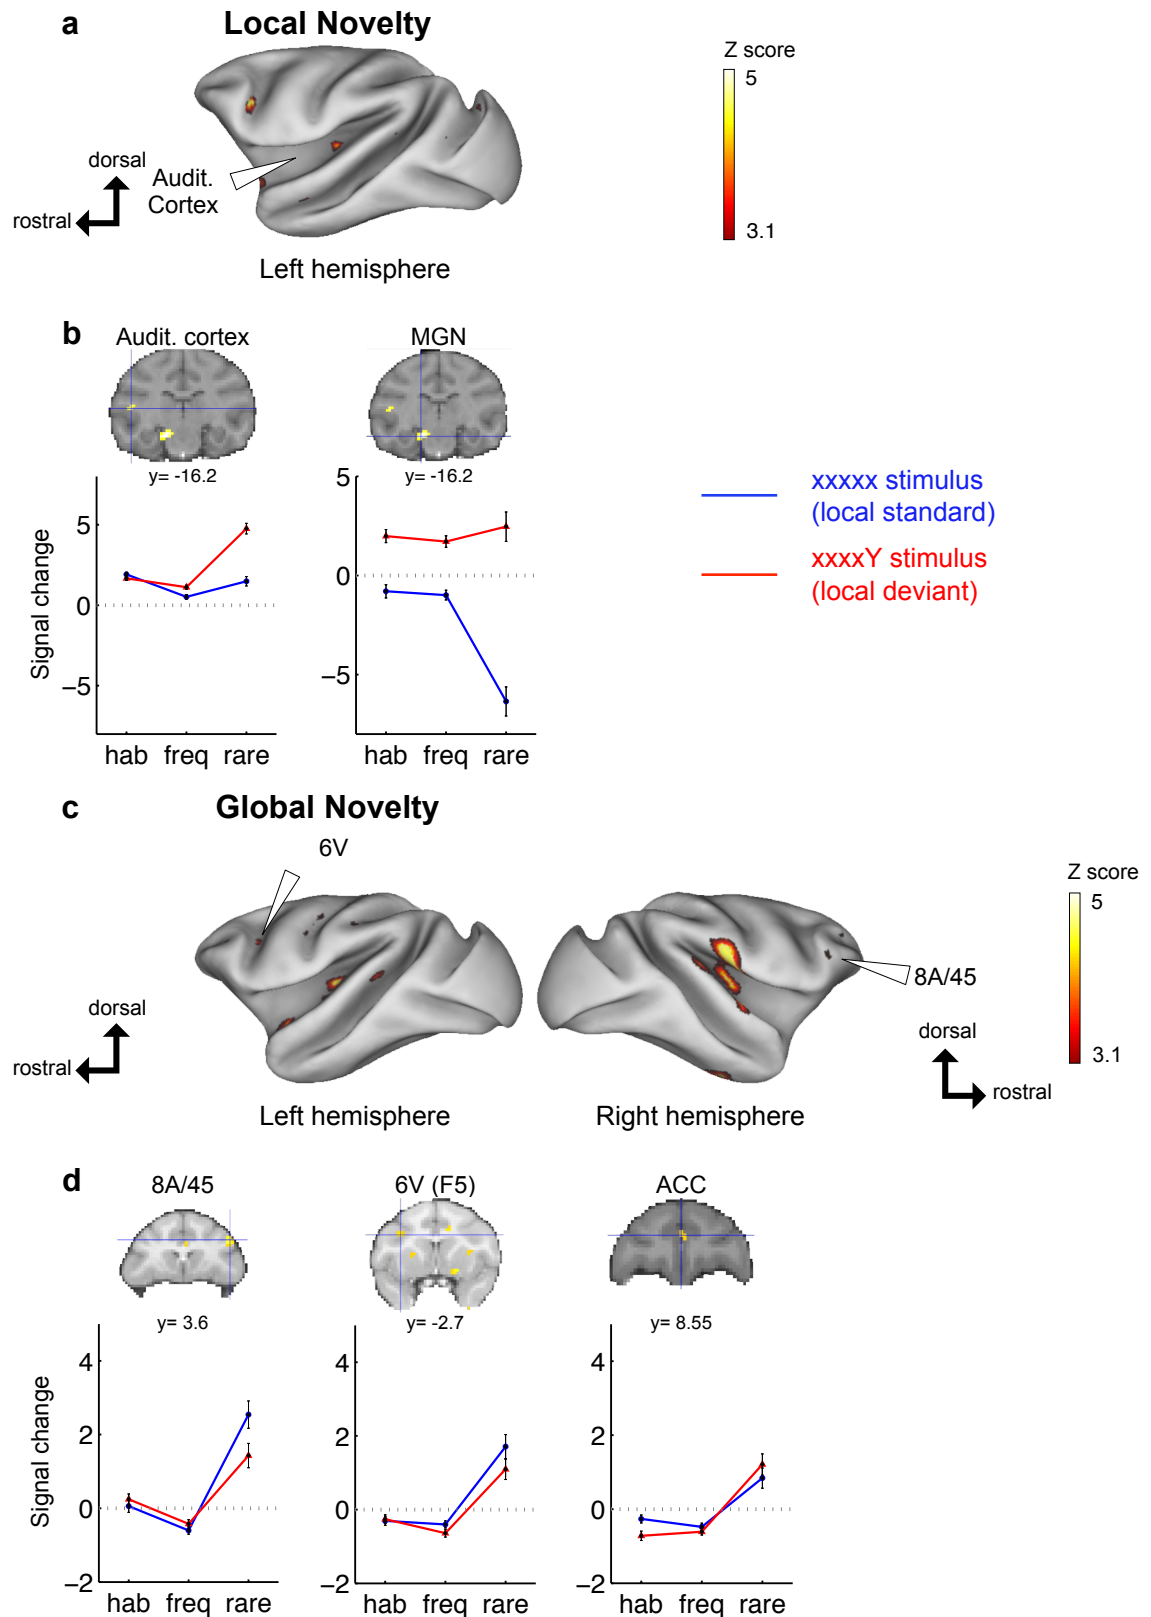 a
Local Novelty
Z score
5
3.1
dorsal
rostral
Audit.
Cortex
Left hemisphere
b
Audit. cortex
MGN
y= -16.2
y= -16.2
Signal change
5
0
−5
hab freq rare
5
0
−5
hab freq rare
xxxxx stimulus
(local standard)
xxxxY stimulus
(local deviant)
c
Global Novelty
6V
8A/45
Z score
5
3.1
dorsal
rostral
dorsal
rostral
Left hemisphere
Right hemisphere
d
8A/45
6V (F5)
ACC
y= 3.6
y= -2.7
y= 8.55
Signal change
4
2
0
−2
hab freq rare
4
2
0
−2
hab freq rare
4
2
0
−2
hab freq rare